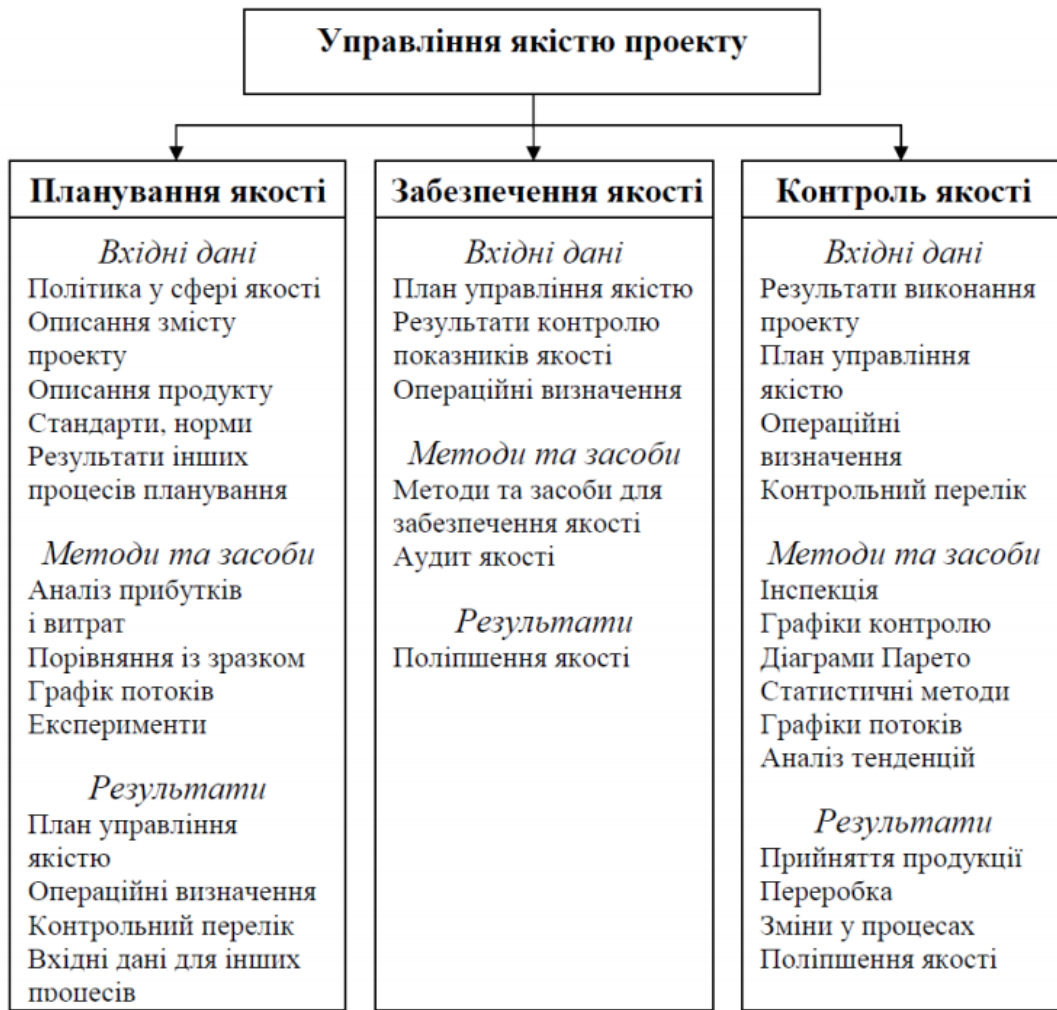 Управління якістю проекту
Планування якості
Вхідні дані
Політика у сфері якості
Описання змісту
проекту
Описання продукту
Стандарти, норми
Результати інших
процесів планування
Методи та засоби
Аналіз прибутків
і витрат
Порівняння із зразком
Графік потоків
Експерименти
Результати
План управління
якістю
Операційні визначення
Контрольний перелік
Вхідні дані для інших
процесів
Забезпечення якості
Вхідні дані
План управління якістю
Результати контролю
показників якості
Операційні визначення
Методи та засоби
Методи та засоби для
забезпечення якості
Аудит якості
Результати
Поліпшення якості
Контроль якості
Вхідні дані
Результати виконання
проекту
План управління
якістю
Операційні
визначення
Контрольний перелік
Методи та засоби
Інспекція
Графіки контролю
Діаграми Парето
Статистичні методи
Графіки потоків
Аналіз тенденцій
Результати
Прийняття продукції
Переробка
Зміни у процесах
Поліпшення якості